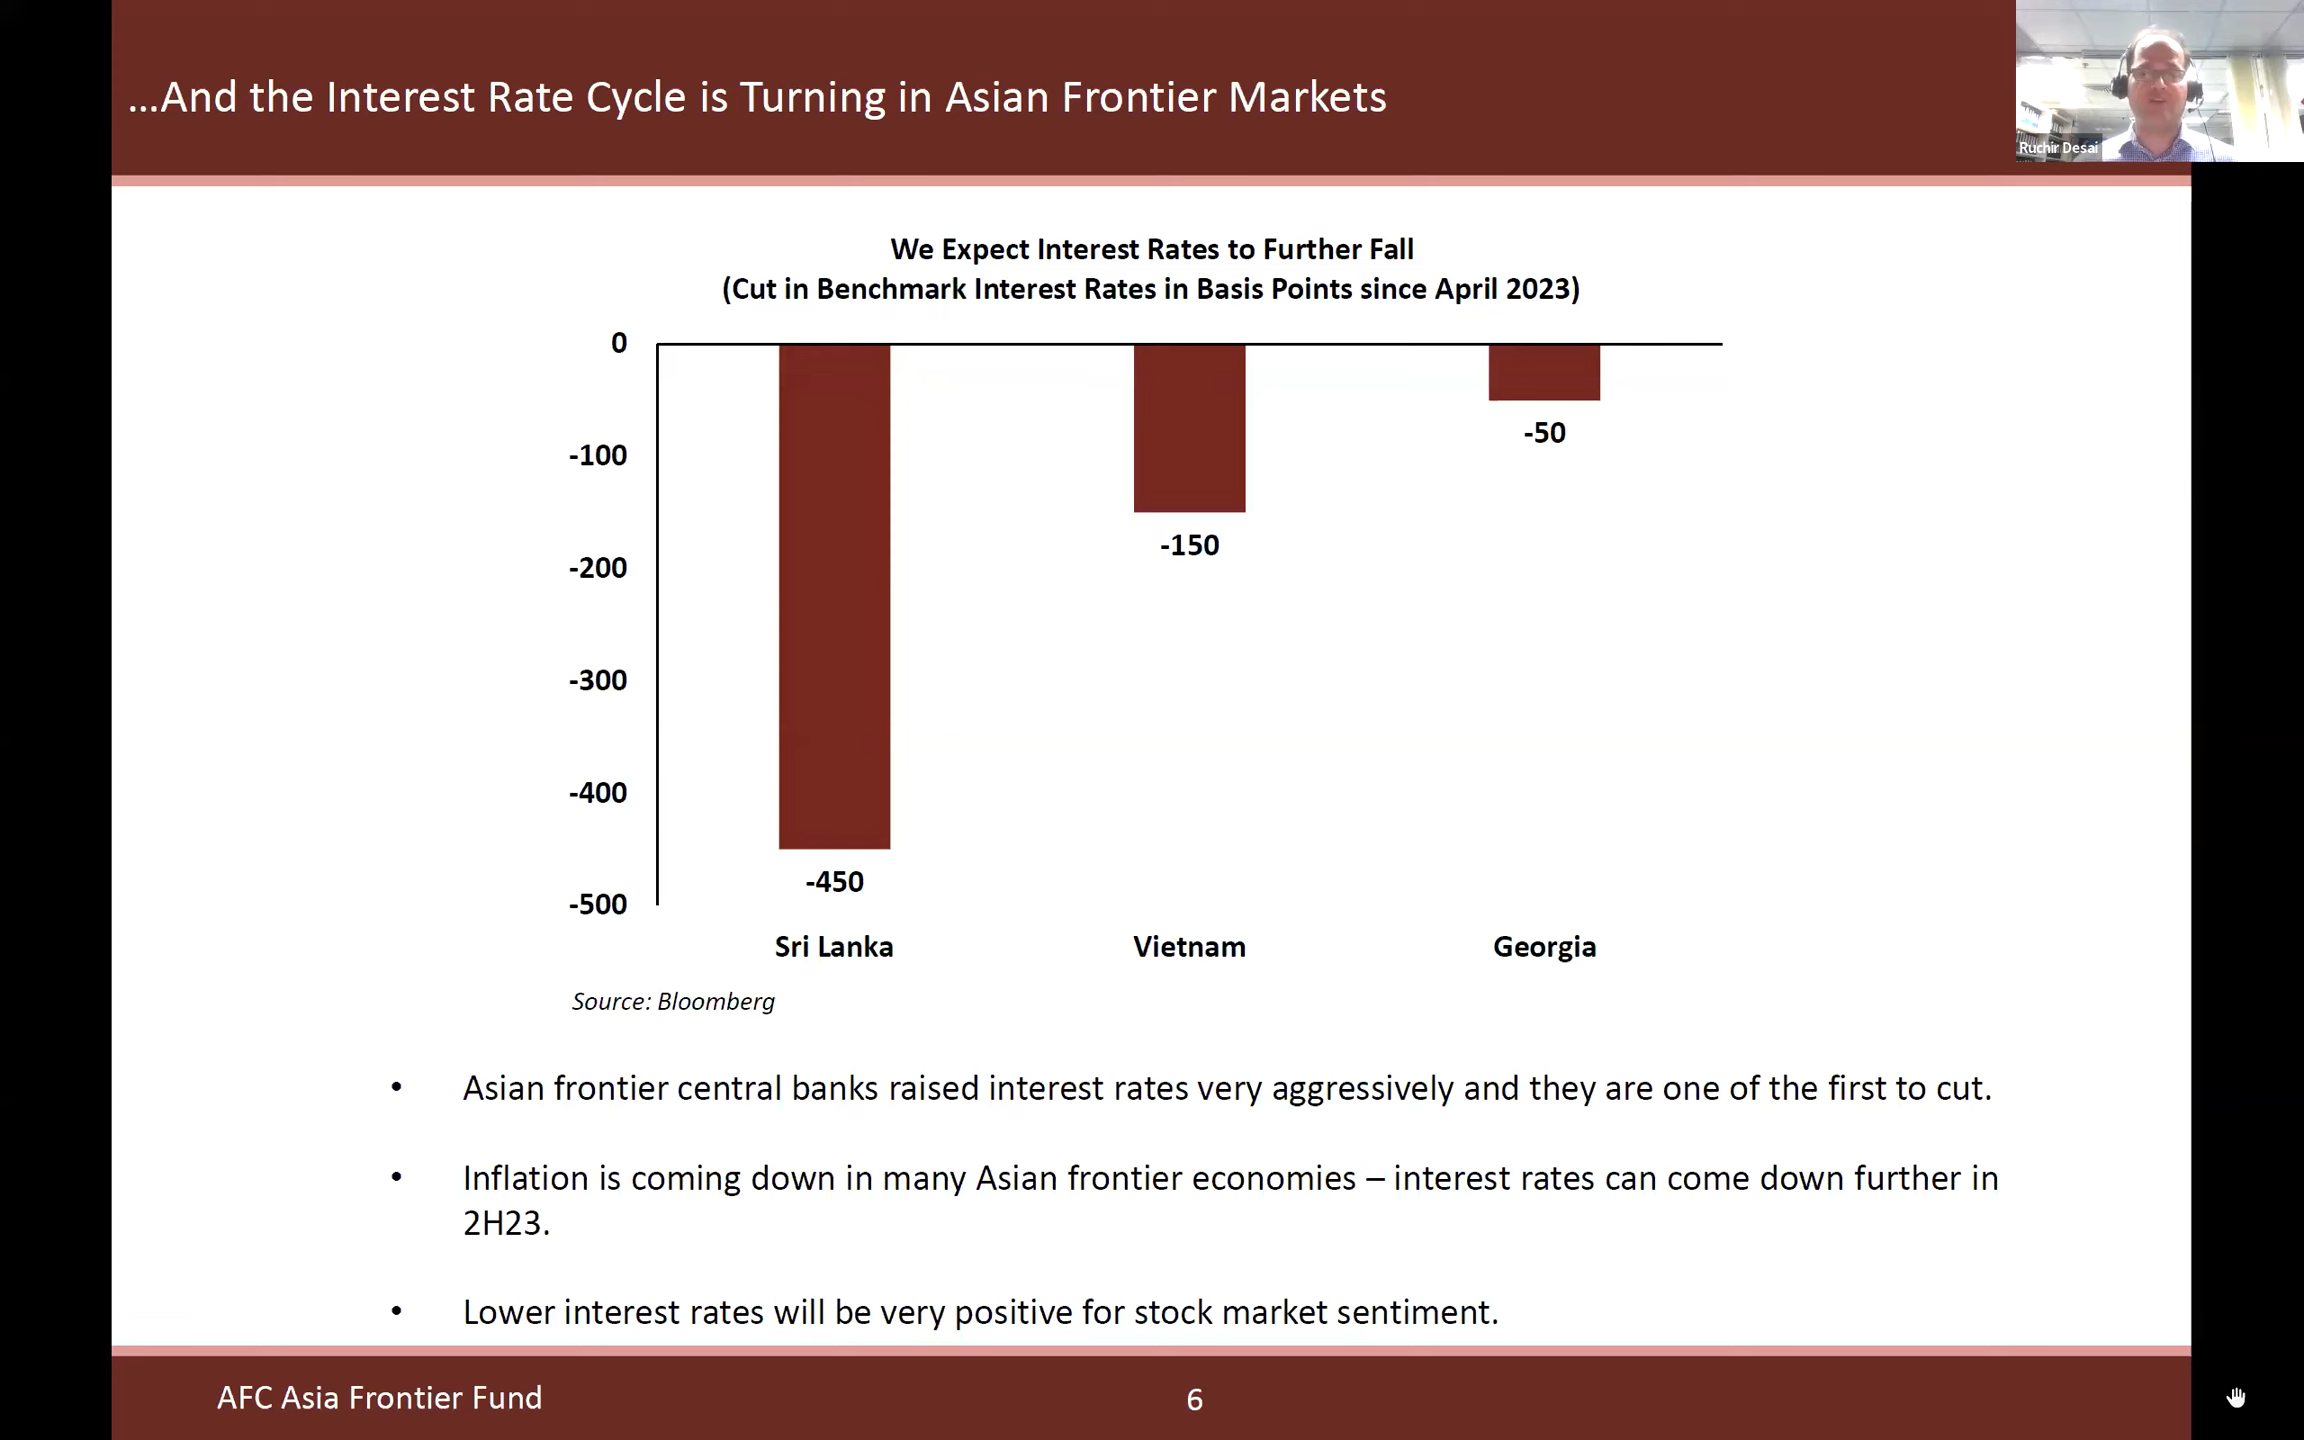 ...And the Interest Rate Cycle is Turning in Asian Frontier Markets
Ruchir Desai
We Expect Interest Rates to Further Fall
(Cut in Benchmark Interest Rates in Basis Points since April 2023)
0
-100
-200
-300
-400
-500
-450
-150
-50
Sri Lanka
Vietnam
Georgia
Source: Bloomberg
• Asian frontier central banks raised interest rates very aggressively and they are one of the first to cut.
• Inflation is coming down in many Asian frontier economies – interest rates can come down further in
2H23.
• Lower interest rates will be very positive for stock market sentiment.
AFC Asia Frontier Fund
6